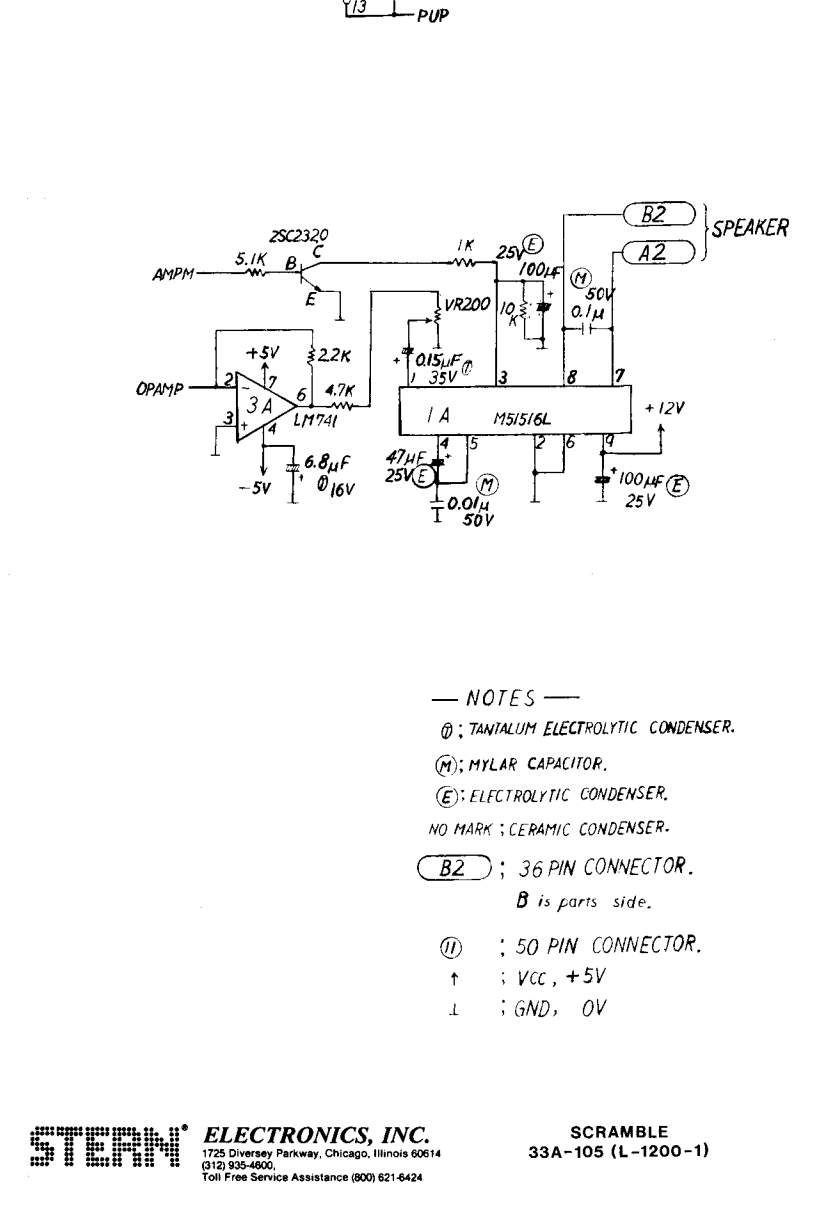 13
PUP
2SC2320
C
5.1K
B
AMPM
E
1K
25V Ⓔ
100μF
B2
A2
SPEAKER
Ⓜ
50V
0.1μ
10K
VR200
+5V
2.2K
0.15μF Ⓣ
35V
OPAMP
2
7
6
4.7K
3A
LM741
3
4
-5V
6.8μF
Ⓣ 16V
1
3
8
7
1A
M51516L
4
5
2
6
9
+12V
47μF
25V Ⓔ
Ⓜ
0.01μ
50V
100μF Ⓔ
25V
— NOTES —
Ⓣ ; TANTALUM ELECTROLYTIC CONDENSER.
Ⓜ ; MYLAR CAPACITOR.
Ⓔ ; ELECTROLYTIC CONDENSER.
NO MARK ; CERAMIC CONDENSER.
B2 ; 36 PIN CONNECTOR.
B is parts side.
⑪ ; 50 PIN CONNECTOR.
↑ ; VCC, +5V
⊥ ; GND, 0V
STERN® ELECTRONICS, INC.
1725 Diversey Parkway, Chicago, Illinois 60614
(312) 935-4600,
Toll Free Service Assistance (800) 621-6424
SCRAMBLE
33A-105 (L-1200-1)